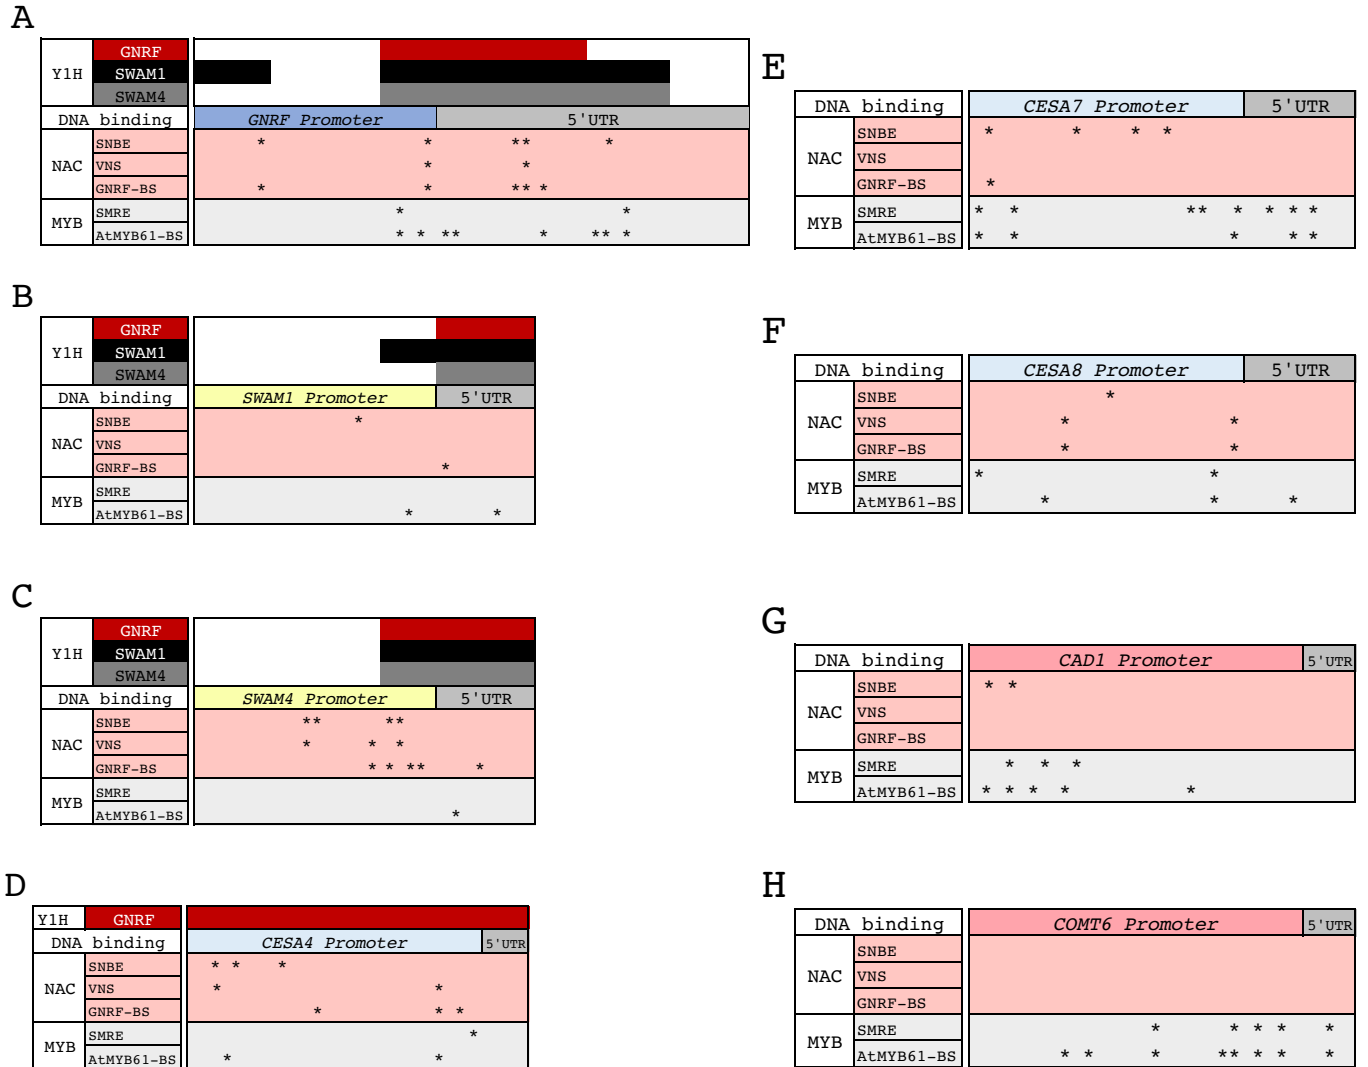 A
GNRF
Y1H SWAM1
SWAM4
DNA binding GNRF Promoter 5'UTR
SNBE * * ** *
NAC VNS * *
GNRF-BS * * ** *
MYB SMRE * *
AtMYB61-BS * * ** * ** *
B
GNRF
Y1H SWAM1
SWAM4
DNA binding SWAM1 Promoter 5'UTR
SNBE *
NAC VNS
GNRF-BS *
MYB SMRE
AtMYB61-BS * *
C
GNRF
Y1H SWAM1
SWAM4
DNA binding SWAM4 Promoter 5'UTR
SNBE ** **
NAC VNS * * *
GNRF-BS * * ** *
MYB SMRE
AtMYB61-BS *
D
Y1H GNRF
DNA binding CESA4 Promoter 5'UTR
SNBE * * *
NAC VNS * *
GNRF-BS * * *
MYB SMRE *
AtMYB61-BS * *
E
DNA binding CESA7 Promoter 5'UTR
SNBE * * * *
NAC VNS
GNRF-BS *
MYB SMRE * * ** * * * *
AtMYB61-BS * * * * *
F
DNA binding CESA8 Promoter 5'UTR
SNBE *
NAC VNS * *
GNRF-BS * *
MYB SMRE * *
AtMYB61-BS * * *
G
DNA binding CAD1 Promoter 5'UTR
SNBE * *
NAC VNS
GNRF-BS
MYB SMRE * * *
AtMYB61-BS * * * * *
H
DNA binding COMT6 Promoter 5'UTR
SNBE
NAC VNS
GNRF-BS
MYB SMRE * * * * *
AtMYB61-BS * * * ** * * *